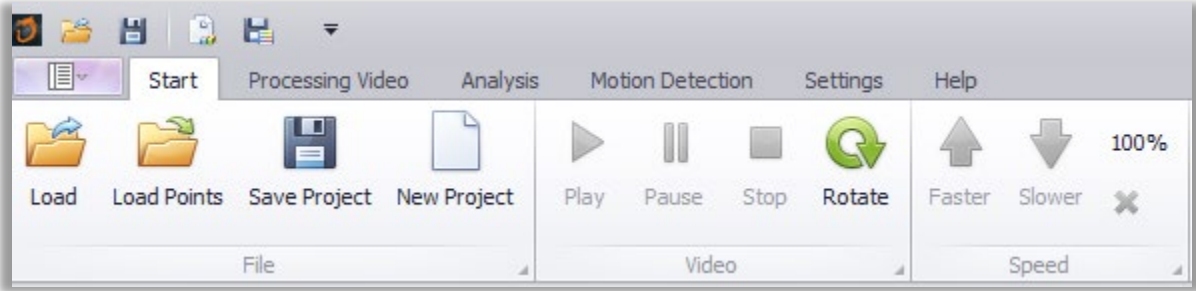 Start Processing Video Analysis Motion Detection Settings Help
100%
Load Load Points Save Project New Project Play Pause Stop Rotate Faster Slower
File Video Speed